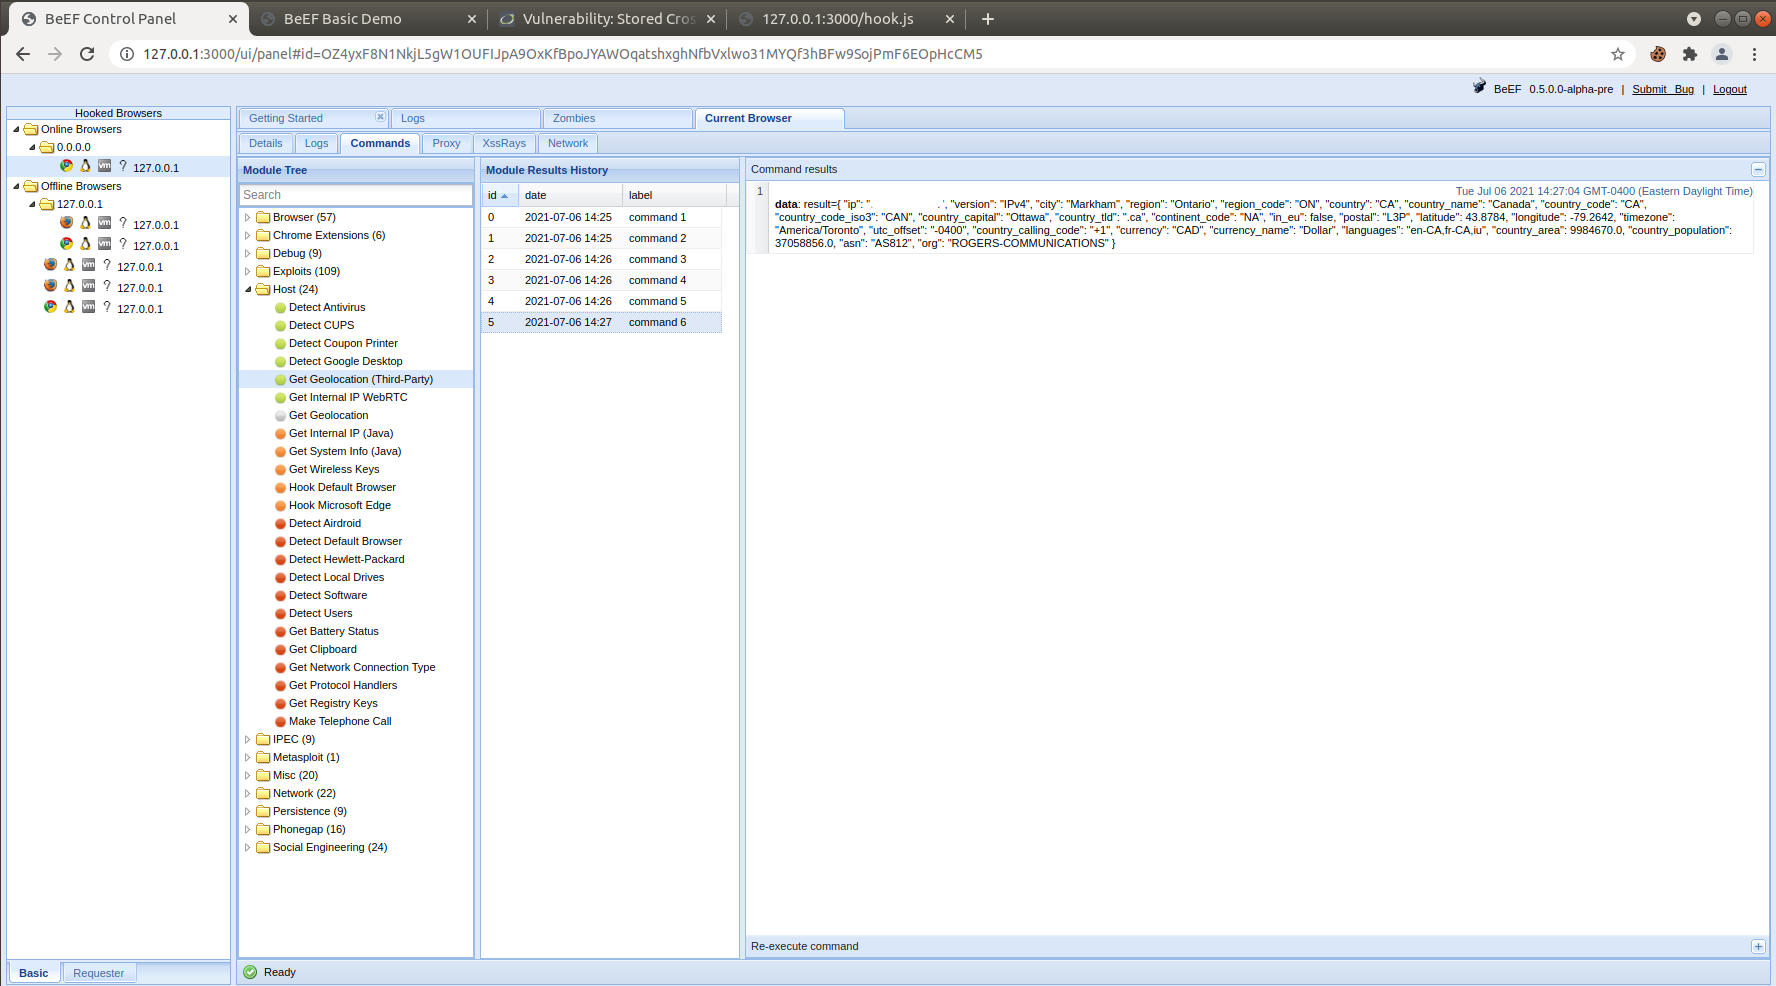 BeEF Control Panel
BeEF Basic Demo
Vulnerability: Stored Cros
127.0.0.1:3000/hook.js
127.0.0.1:3000/ui/panel#id=OZ4yxF8N1NkjL5gW1OUFIJpA9OxKfBpoJYAWOqatshxghNfbVxlwo31MYQf3hBFw9SojPmF6EOpHcCM5
BeEF 0.5.0.0-alpha-pre | Submit Bug | Logout
Hooked Browsers
Online Browsers
0.0.0.0
127.0.0.1
Offline Browsers
127.0.0.1
127.0.0.1
127.0.0.1
127.0.0.1
127.0.0.1
127.0.0.1
Basic
Requester
Getting Started
Logs
Zombies
Current Browser
Details
Logs
Commands
Proxy
XssRays
Network
Module Tree
Search
Browser (57)
Chrome Extensions (6)
Debug (9)
Exploits (109)
Host (24)
Detect Antivirus
Detect CUPS
Detect Coupon Printer
Detect Google Desktop
Get Geolocation (Third-Party)
Get Internal IP WebRTC
Get Geolocation
Get Internal IP (Java)
Get System Info (Java)
Get Wireless Keys
Hook Default Browser
Hook Microsoft Edge
Detect Airdroid
Detect Default Browser
Detect Hewlett-Packard
Detect Local Drives
Detect Software
Detect Users
Get Battery Status
Get Clipboard
Get Network Connection Type
Get Protocol Handlers
Get Registry Keys
Make Telephone Call
IPEC (9)
Metasploit (1)
Misc (20)
Network (22)
Persistence (9)
Phonegap (16)
Social Engineering (24)
Module Results History
id date label
0 2021-07-06 14:25 command 1
1 2021-07-06 14:25 command 2
2 2021-07-06 14:26 command 3
3 2021-07-06 14:26 command 4
4 2021-07-06 14:26 command 5
5 2021-07-06 14:27 command 6
Command results
1
Tue Jul 06 2021 14:27:04 GMT-0400 (Eastern Daylight Time)
data: result={ "ip": ". . ', "version": "IPv4", "city": "Markham", "region": "Ontario", "region_code": "ON", "country": "CA", "country_name": "Canada", "country_code": "CA",
"country_code_iso3": "CAN", "country_capital": "Ottawa", "country_tld": ".ca", "continent_code": "NA", "in_eu": false, "postal": "L3P", "latitude": 43.8784, "longitude": -79.2642, "timezone":
"America/Toronto", "utc_offset": "-0400", "country_calling_code": "+1", "currency": "CAD", "currency_name": "Dollar", "languages": "en-CA,fr-CA,iu", "country_area": 9984670.0, "country_population":
37058856.0, "asn": "AS812", "org": "ROGERS-COMMUNICATIONS" }
Re-execute command
Ready